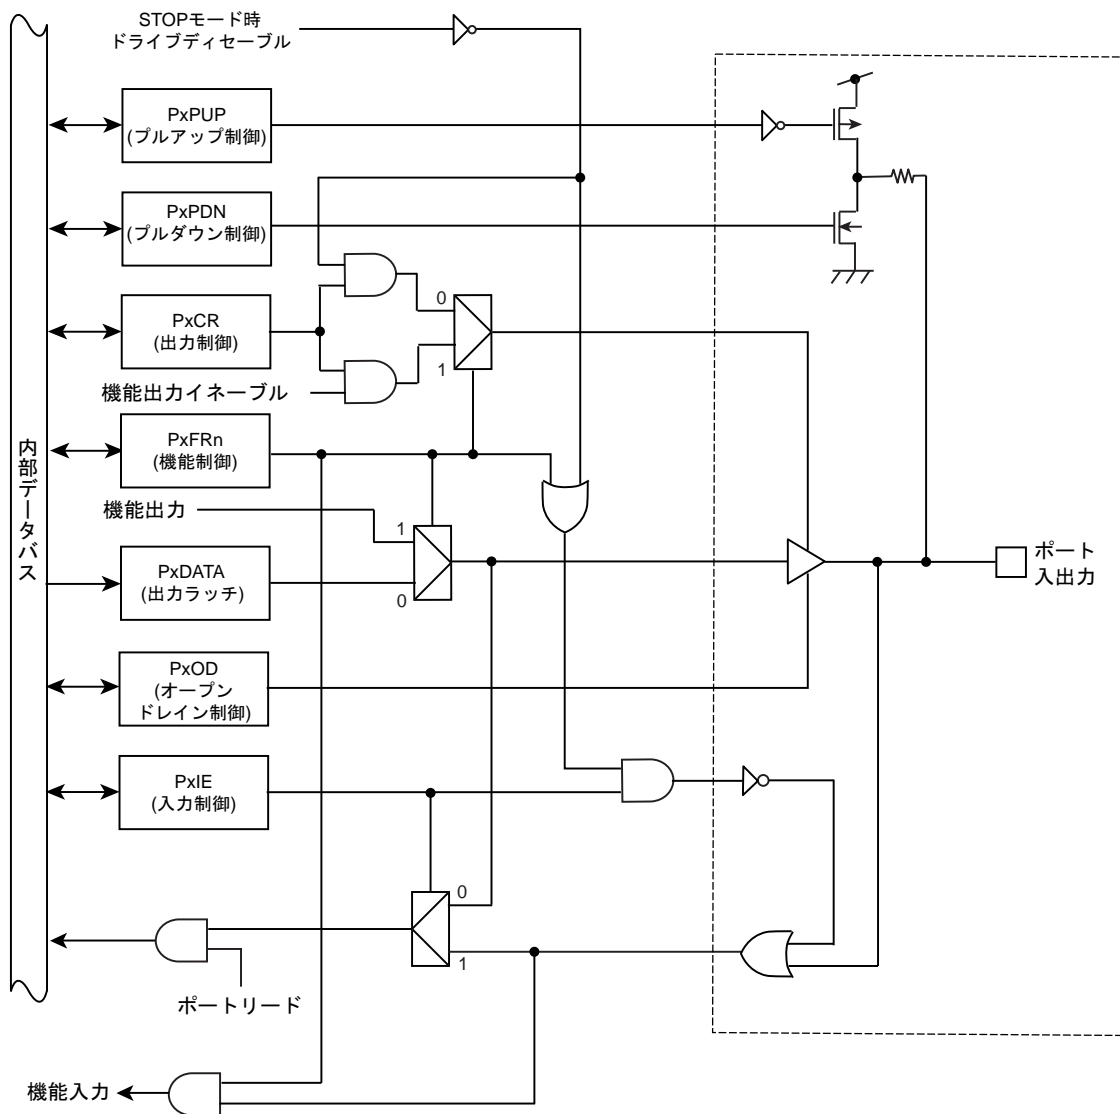 STOPモード時
ドライブディセーブル
PxPUP
(プルアップ制御)
PxPDN
(プルダウン制御)
PxCR
(出力制御)
0
1
機能出力イネーブル
PxFRn
(機能制御)
内部データバス
機能出力
1
0
PxDATA
(出力ラッチ)
ポート
入出力
PxOD
(オープン
ドレイン制御)
PxIE
(入力制御)
0
1
ポートリード
機能入力